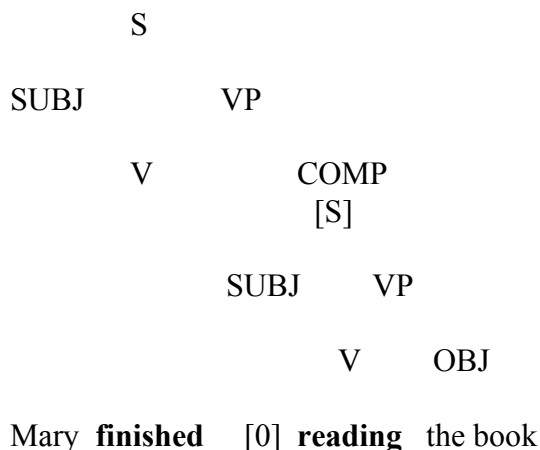 S
SUBJ VP
V COMP
[S]
SUBJ VP
V OBJ
Mary finished [0] reading the book